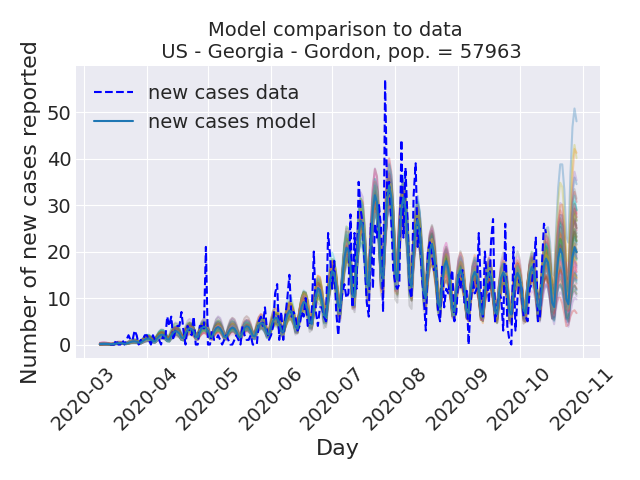 Model comparison to data
US - Georgia - Gordon, pop. = 57963
Number of new cases reported
new cases data
new cases model
50
40
30
20
10
0
2020-03
2020-04
2020-05
2020-06
2020-07
2020-08
2020-09
2020-10
2020-11
Day